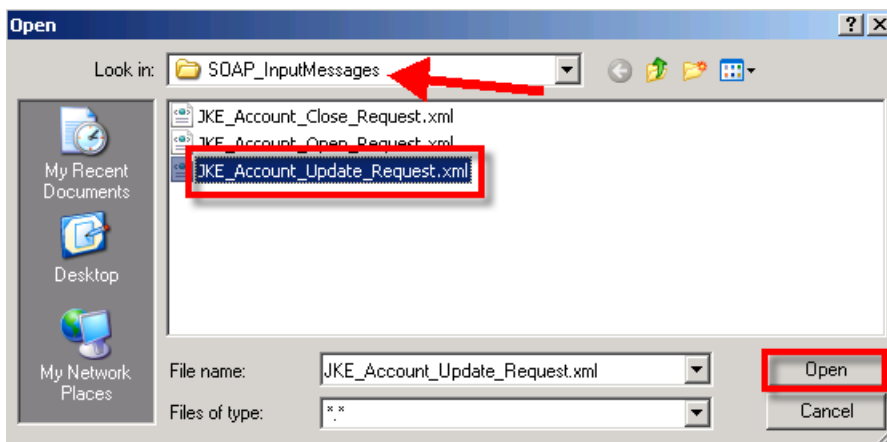 Open
Look in:
SOAP_InputMessages
JKE_Account_Close_Request.xml
JKE_Account_Open_Request.xml
JKE_Account_Update_Request.xml
My Recent
Documents
Desktop
My Network
Places
File name:
JKE_Account_Update_Request.xml
Open
Files of type:
*.*
Cancel